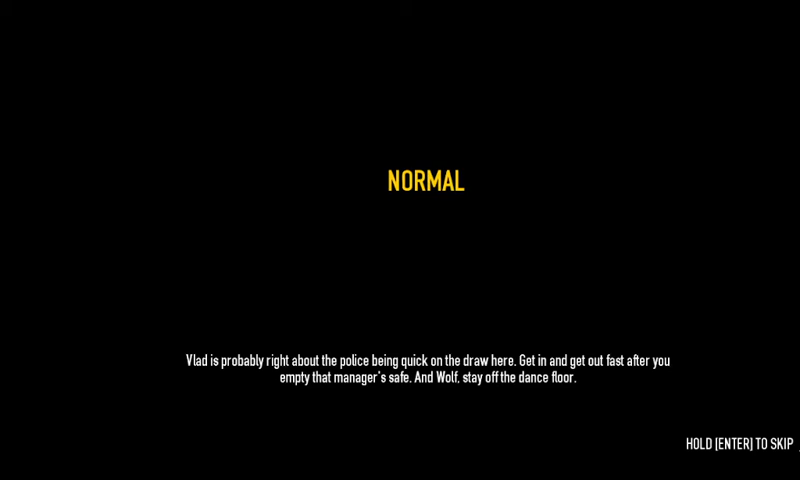 NORMAL
Vlad is probably right about the police being quick on the draw here. Get in and get out fast after you
empty that manager's safe. And Wolf, stay off the dance floor.
HOLD [ENTER] TO SKIP